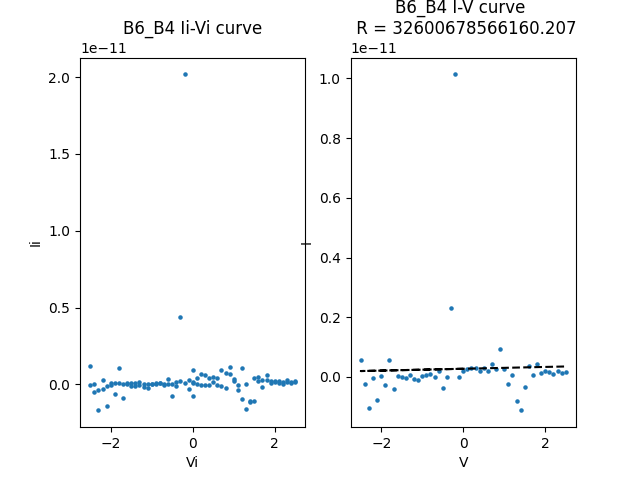 B6_B4 Ii-Vi curve
1e−11
2.0
1.5
1.0
0.5
0.0
−2
0
2
Vi
Ii
B6_B4 I-V curve
R = 32600678566160.207
1e−11
1.0
0.8
0.6
0.4
0.2
0.0
−2
0
2
V
I